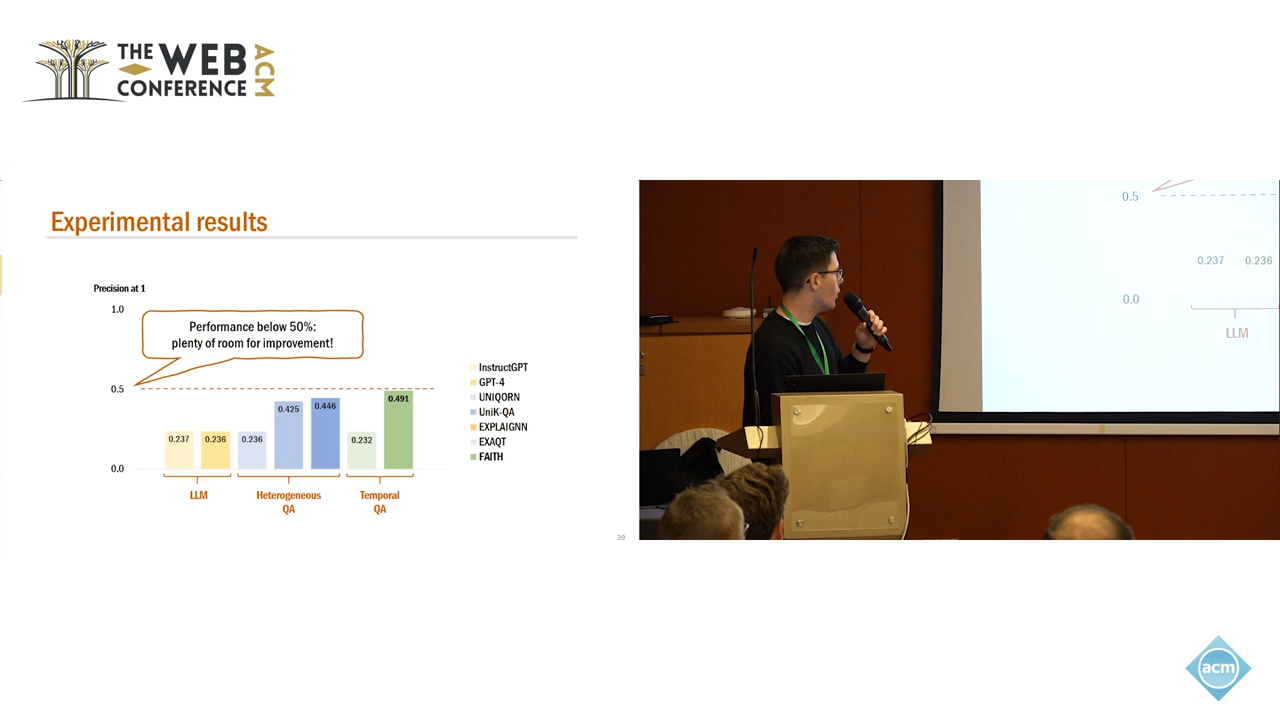 THE WEB
CONFERENCE
ACM
Experimental results
Precision at 1
1.0
Performance below 50%:
plenty of room for improvement!
0.5
0.0
0.237
0.236
0.236
0.425
0.446
0.232
0.491
LLM
Heterogeneous
QA
Temporal
QA
InstructGPT
GPT-4
UNIQORN
UniK-QA
EXPLAIGNN
EXAQT
FAITH
39
0.5
0.237
0.236
0.0
LLM
acm